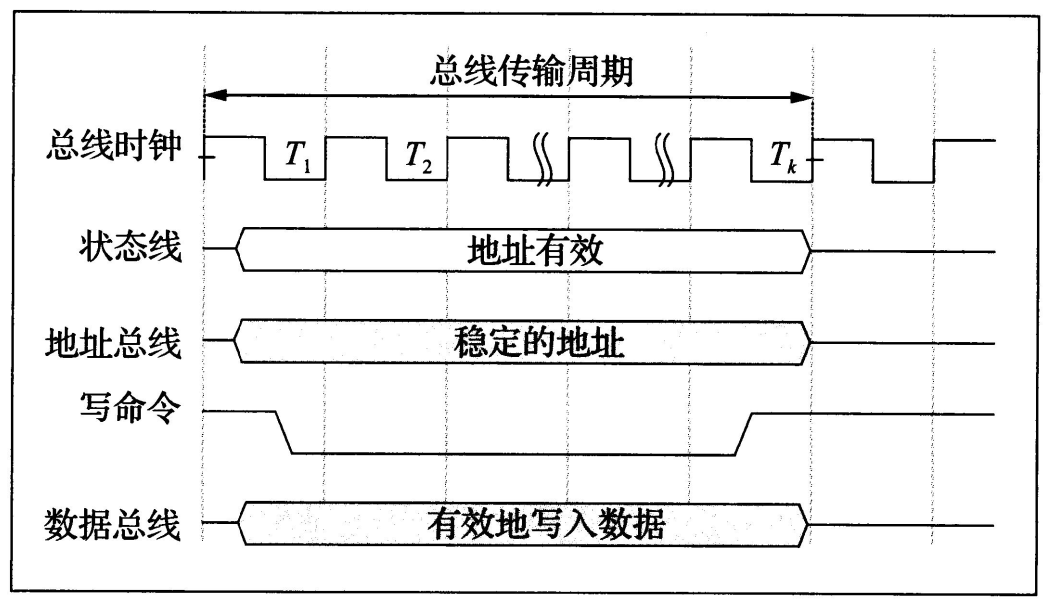 总线传输周期
总线时钟 T1 T2 Tk
状态线 地址有效
地址总线 稳定的地址
写命令
数据总线 有效地写入数据